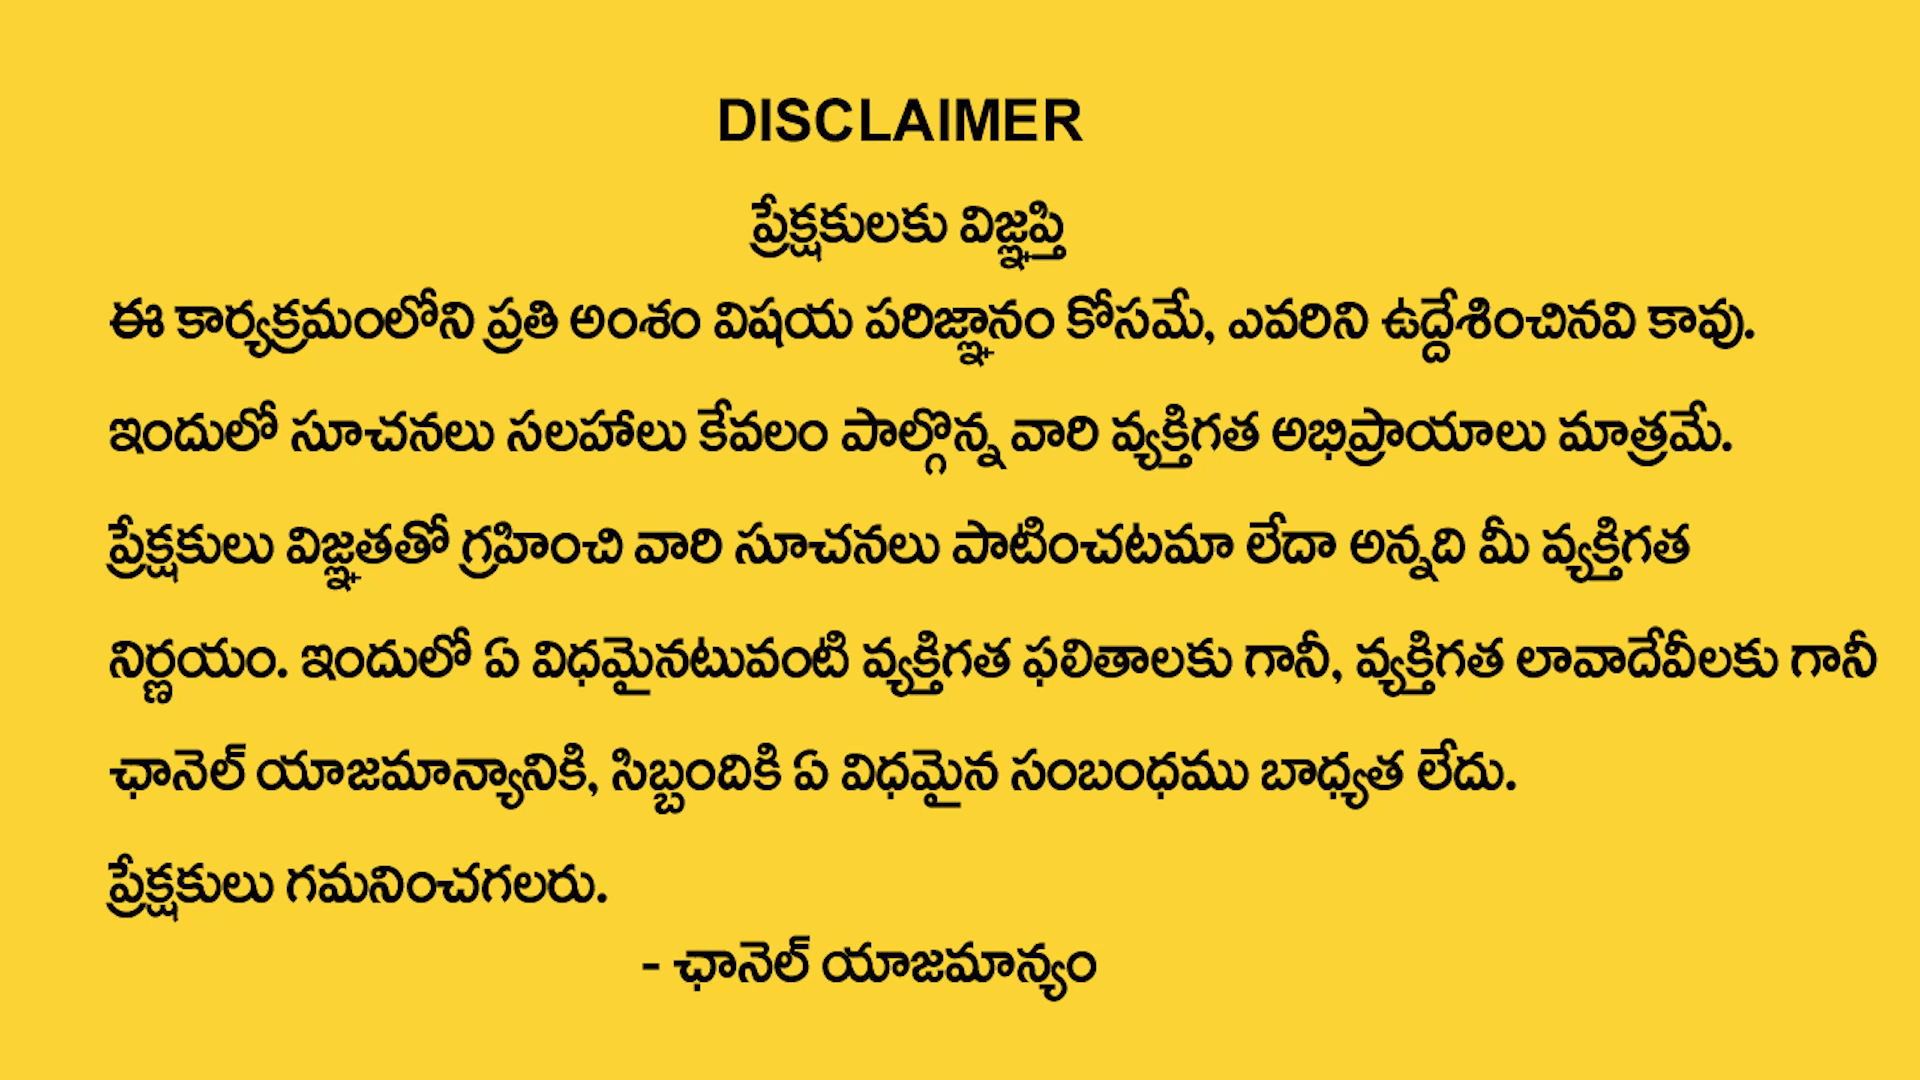 DISCLAIMER
ప్రేక్షకులకు విజ్ఞప్తి
ఈ కార్యక్రమంలోని ప్రతి అంశం విషయ పరిజ్ఞానం కోసమే, ఎవరిని ఉద్దేశించినవి కావు.
ఇందులో సూచనలు సలహాలు కేవలం పాల్గొన్న వారి వ్యక్తిగత అభిప్రాయాలు మాత్రమే.
ప్రేక్షకులు విజ్ఞతతో గ్రహించి వారి సూచనలు పాటించటమా లేదా అన్నది మీ వ్యక్తిగత
నిర్ణయం. ఇందులో ఏ విధమైనటువంటి వ్యక్తిగత ఫలితాలకు గానీ, వ్యక్తిగత లావాదేవీలకు గానీ
ఛానెల్ యాజమాన్యానికి, సిబ్బందికి ఏ విధమైన సంబంధము బాధ్యత లేదు.
ప్రేక్షకులు గమనించగలరు.
- ఛానెల్ యాజమాన్యం